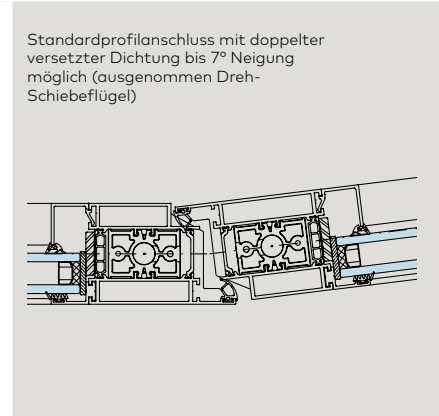 Standardprofilanschluss mit doppelter
versetzter Dichtung bis 7° Neigung
möglich (ausgenommen Dreh-
Schiebeflügel)